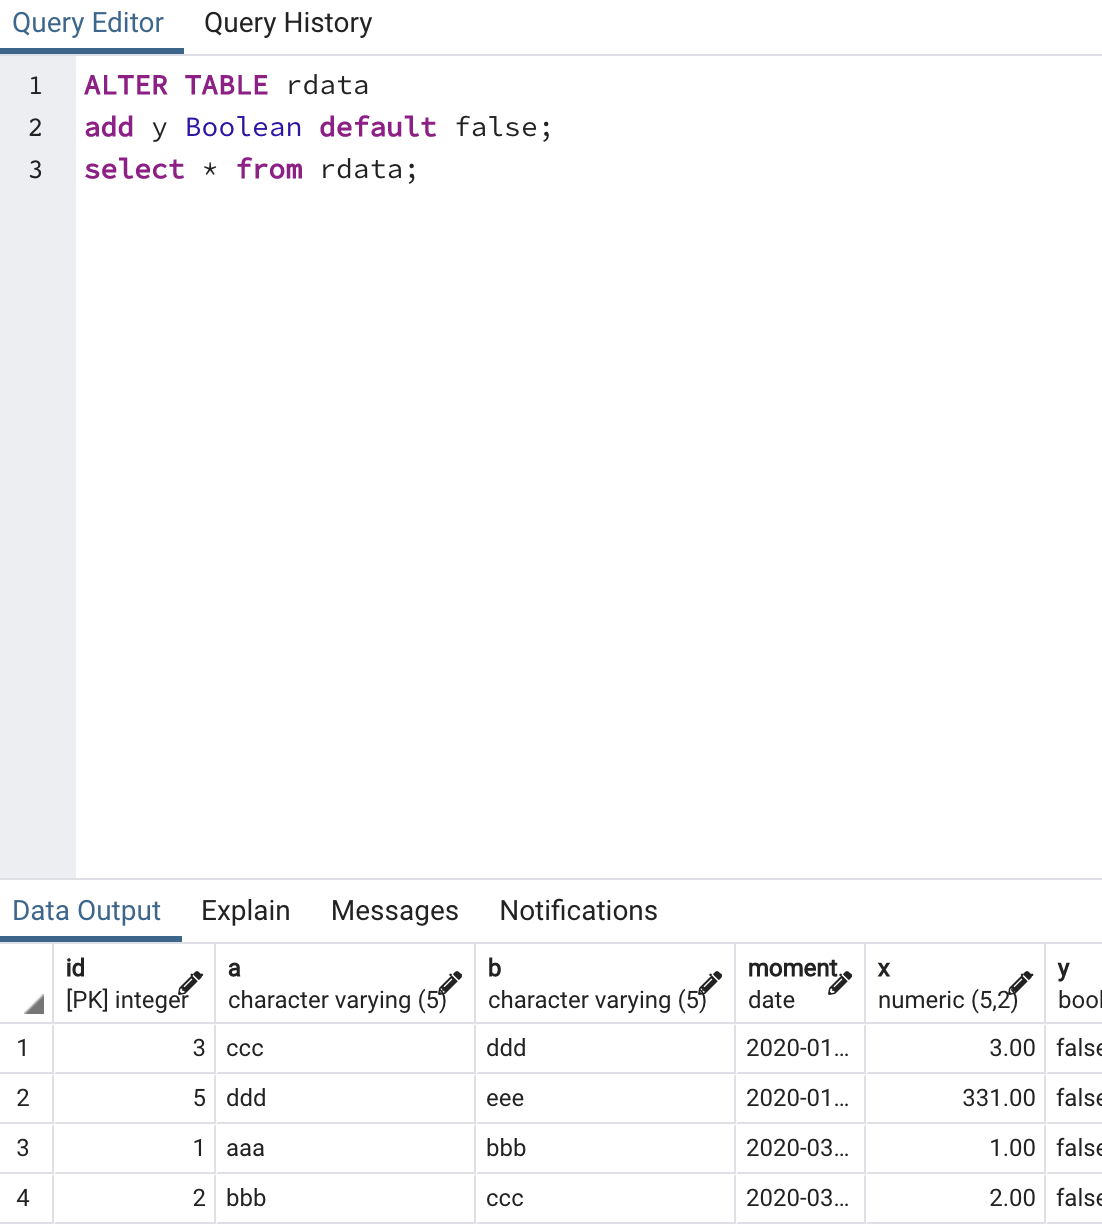 Query Editor Query History
1 ALTER TABLE rdata
2 add y Boolean default false;
3 select * from rdata;
Data Output Explain Messages Notifications
id a b moment x y
[PK] integer character varying (5) character varying (5) date numeric (5,2) bool
1 3 ccc ddd 2020-01... 3.00 false
2 5 ddd eee 2020-01... 331.00 false
3 1 aaa bbb 2020-03... 1.00 false
4 2 bbb ccc 2020-03... 2.00 false